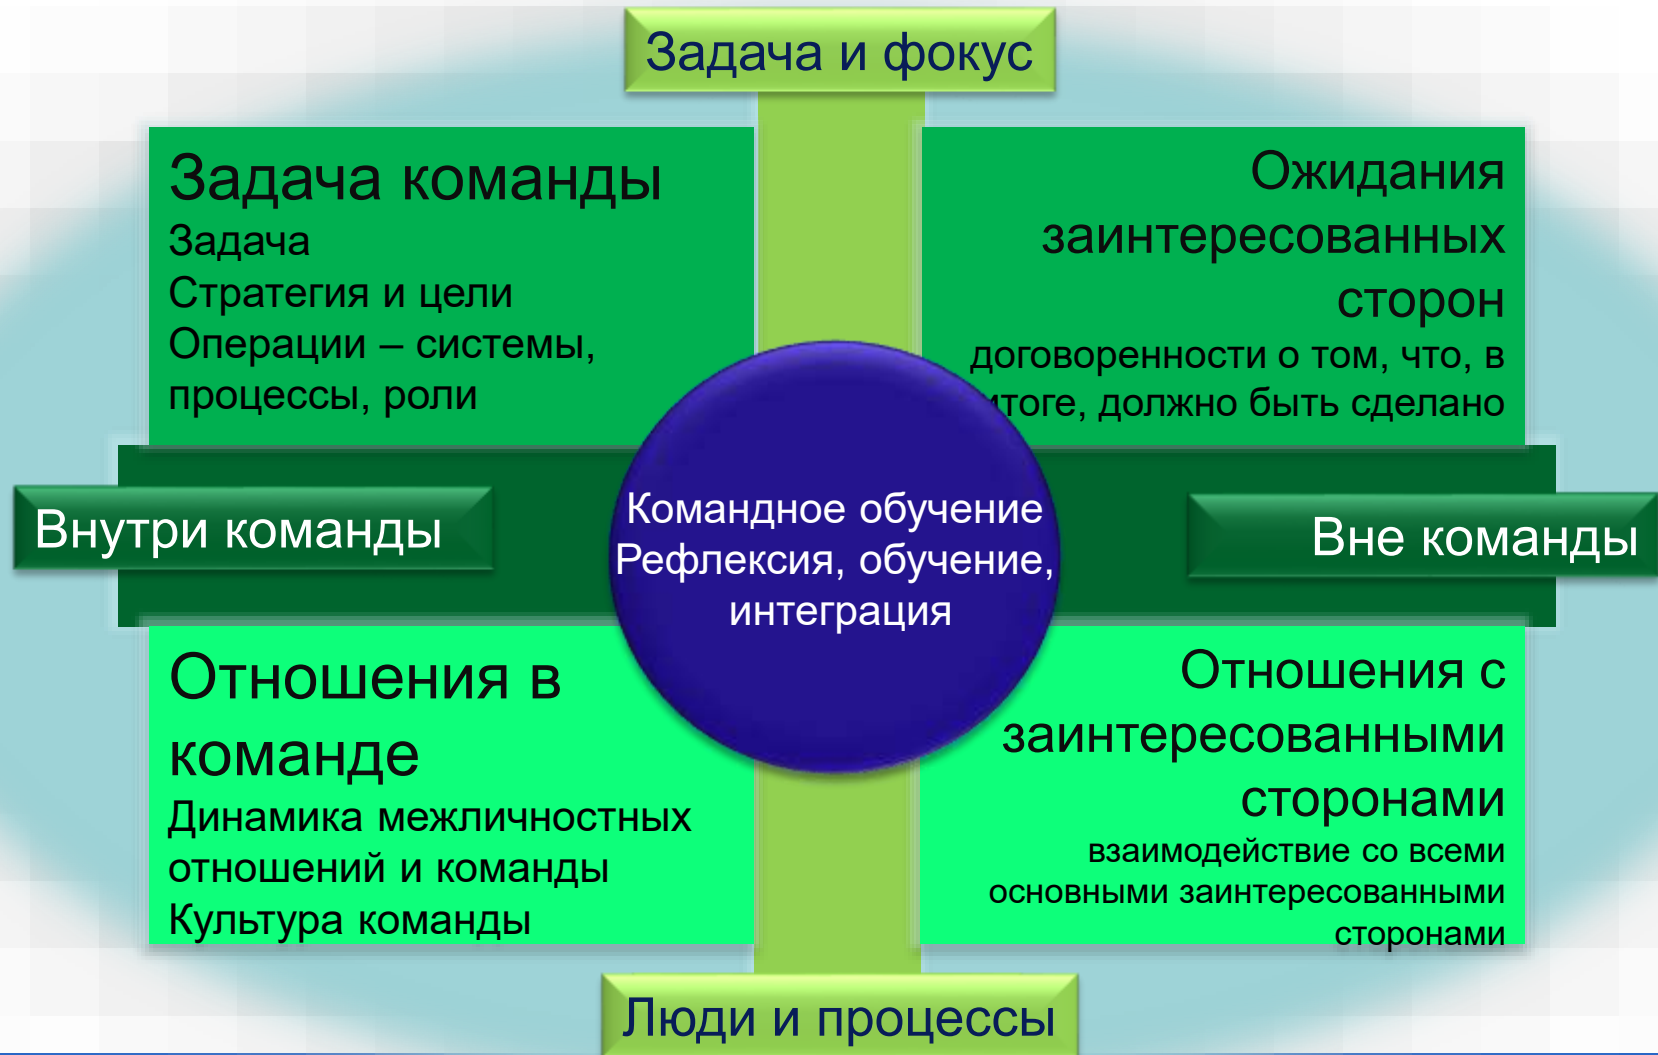 Задача и фокус
Задача команды
Задача
Стратегия и цели
Операции – системы,
процессы, роли
Ожидания
заинтересованных
сторон
договоренности о том, что, в
итоге, должно быть сделано
Внутри команды
Командное обучение
Рефлексия, обучение,
интеграция
Вне команды
Отношения в
команде
Динамика межличностных
отношений и команды
Культура команды
Отношения с
заинтересованными
сторонами
взаимодействие со всеми
основными заинтересованными
сторонами
Люди и процессы